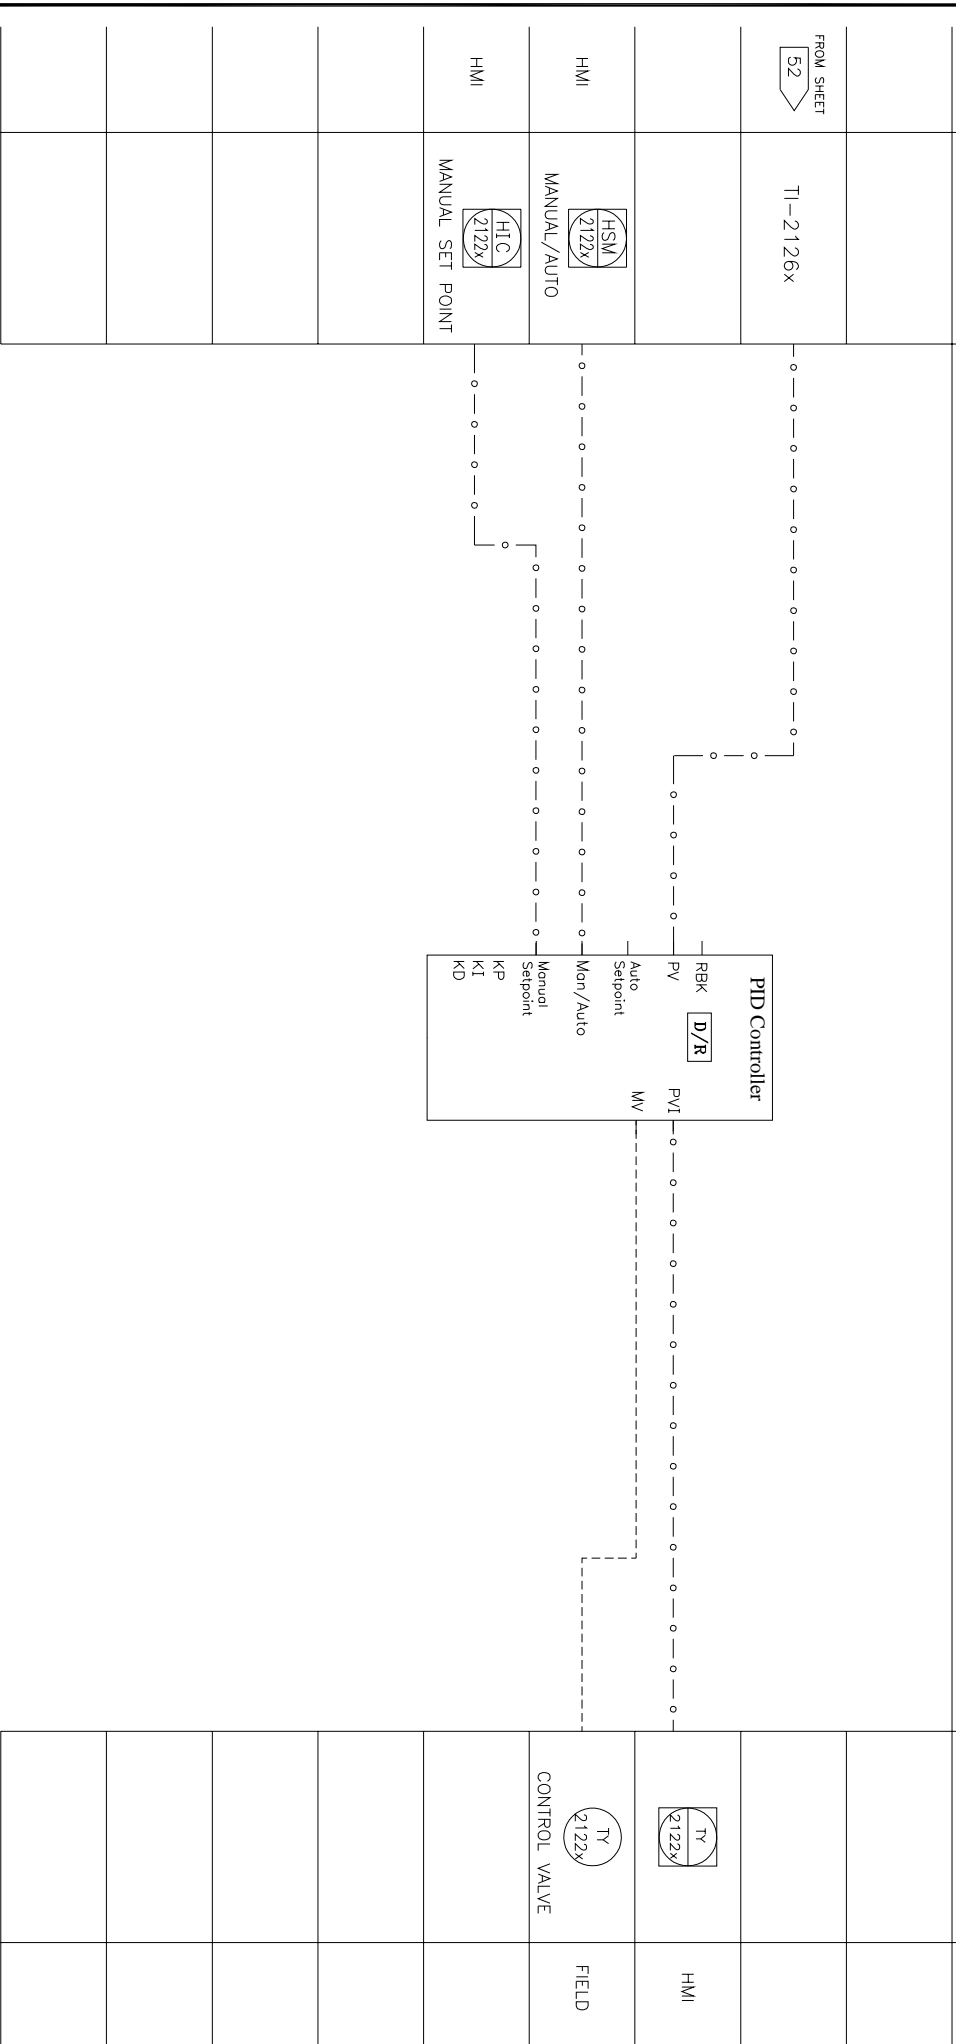 FROM SHEET
52
TI-2126x
HMI
HSM
2122x
MANUAL/AUTO
HMI
HIC
2122x
MANUAL SET POINT
PID Controller
RBK
D/R
PV
PVI
Auto
Setpoint
MV
Man/Auto
Manual
Setpoint
KP
KI
KD
TY
2122x
HMI
TY
2122x
CONTROL VALVE
FIELD